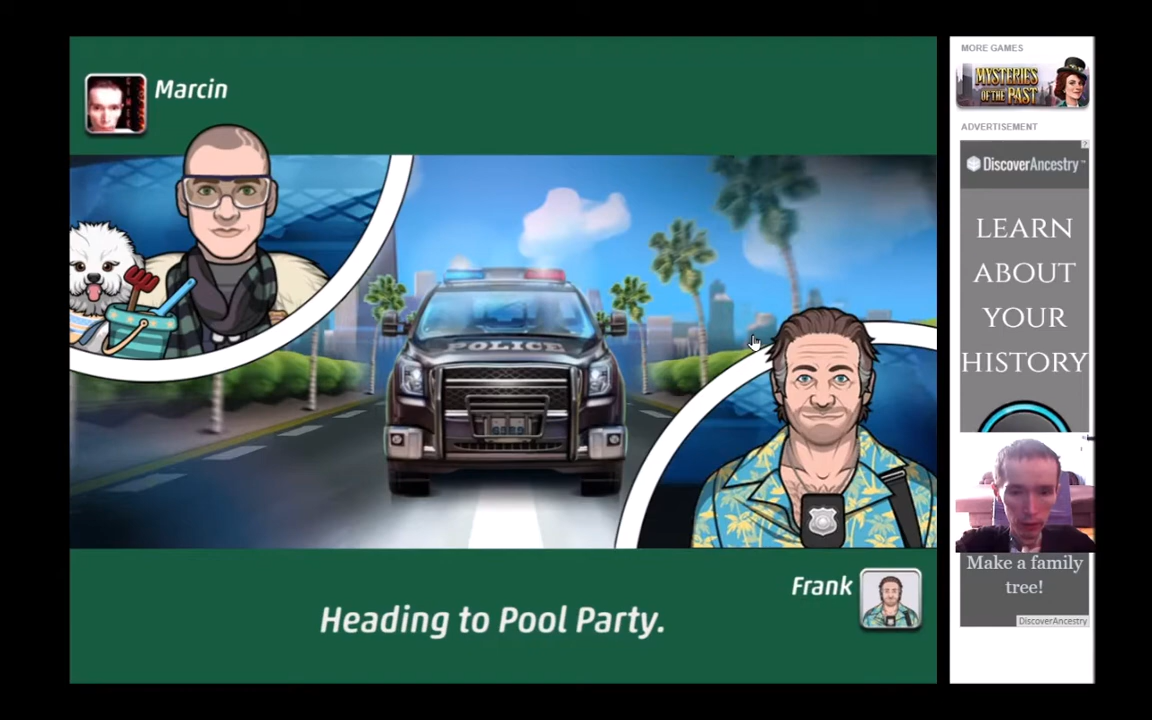 Marcin
POLICE
Frank
Heading to Pool Party.
MORE GAMES
MYSTERIES
OF THE PAST
ADVERTISEMENT
DiscoverAncestry™
LEARN
ABOUT
YOUR
HISTORY
Make a family
tree!
DiscoverAncestry